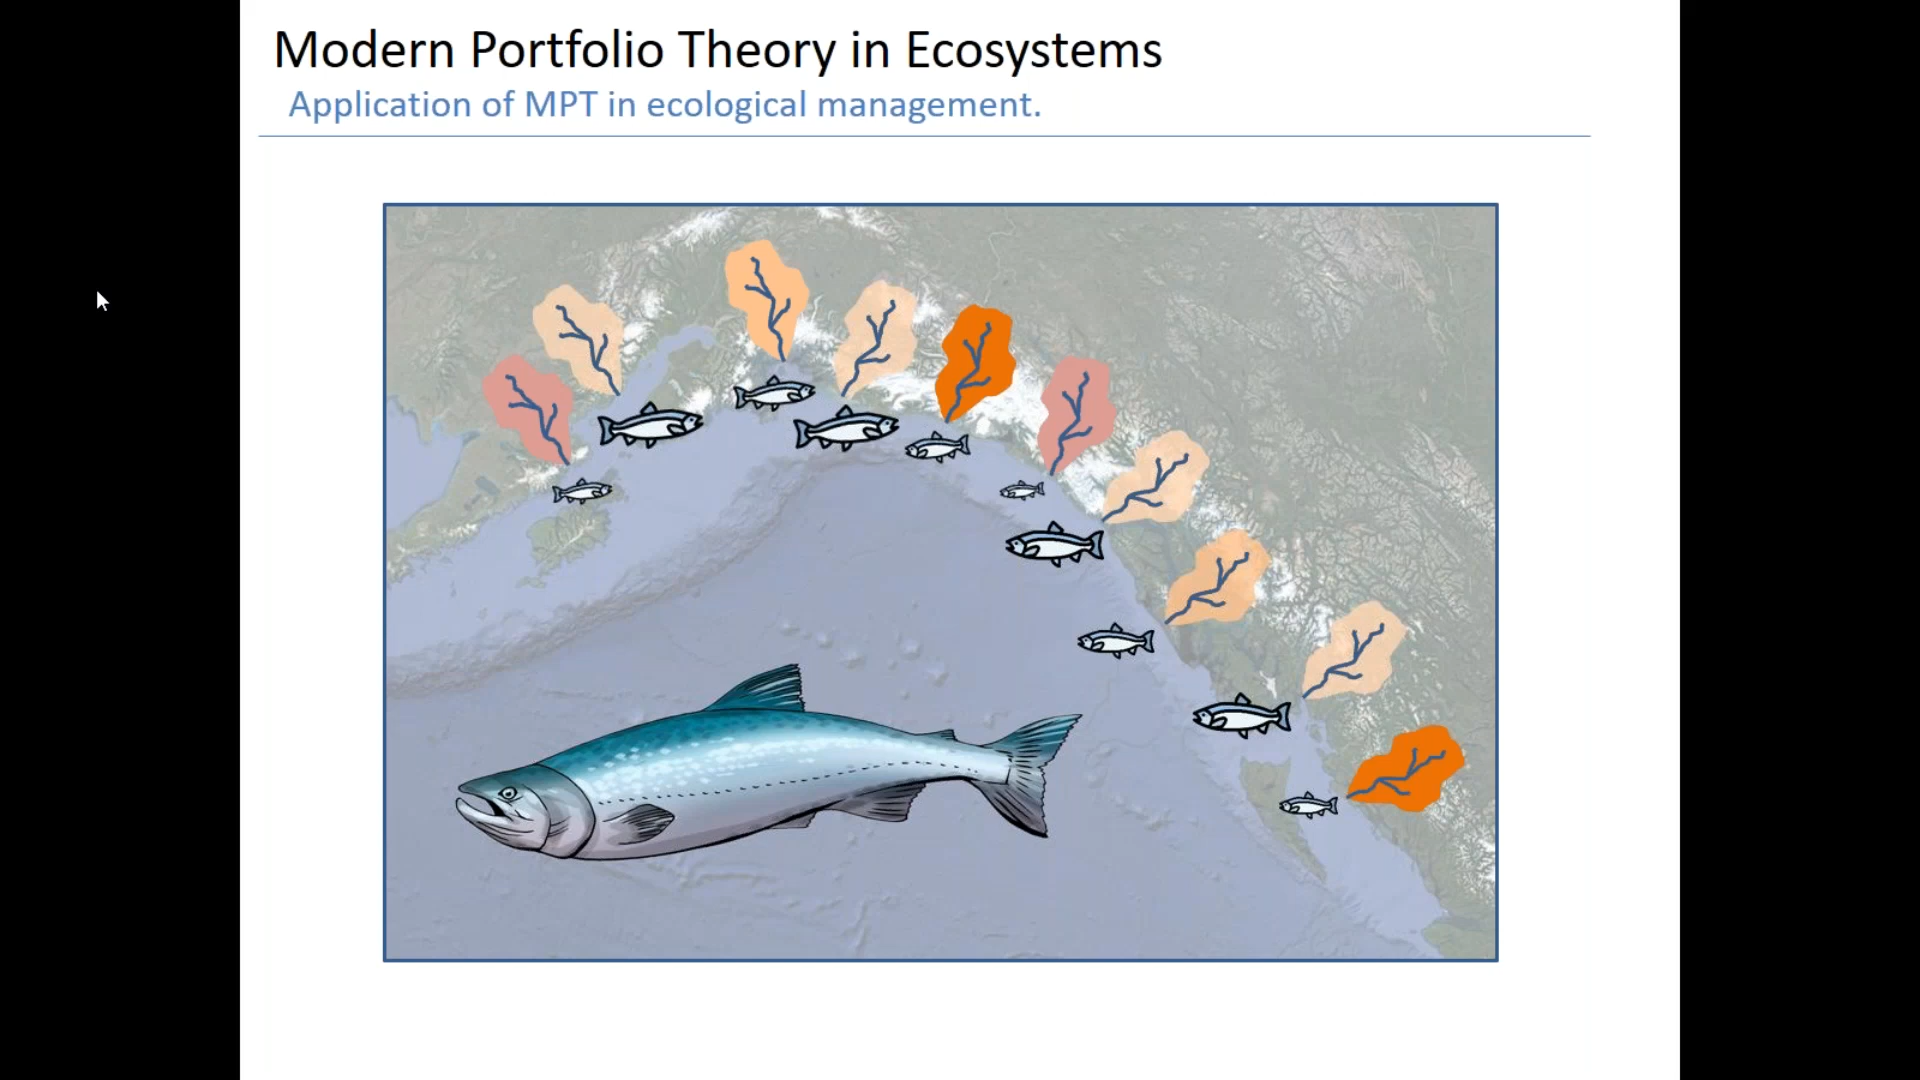 Modern Portfolio Theory in Ecosystems
Application of MPT in ecological management.